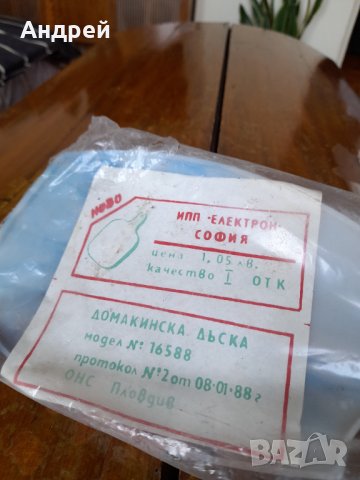 Андрей
НОВО
ИПП "ЕЛЕКТРОН"
СОФИЯ
цена 1,05 лв.
качество I ОТК
ДОМАКИНСКА ДЪСКА
модел №: 16588
протокол №2 от 08·01·88г
ОНС Пловдив
BAZAR